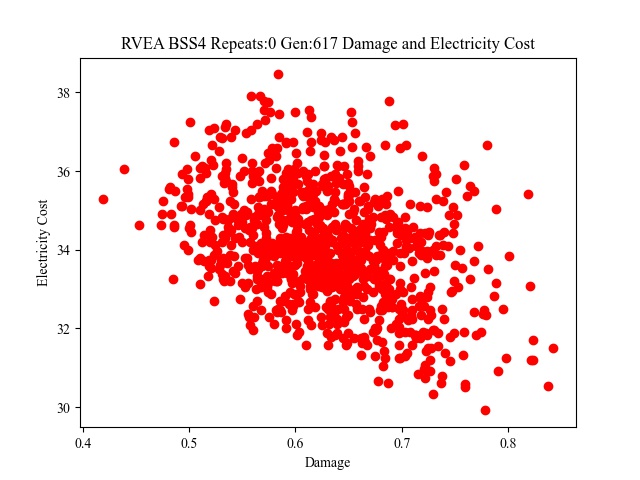 RVEA BSS4 Repeats:0 Gen:617 Damage and Electricity Cost
38
36
34
32
30
Electricity Cost
0.4 0.5 0.6 0.7 0.8
Damage